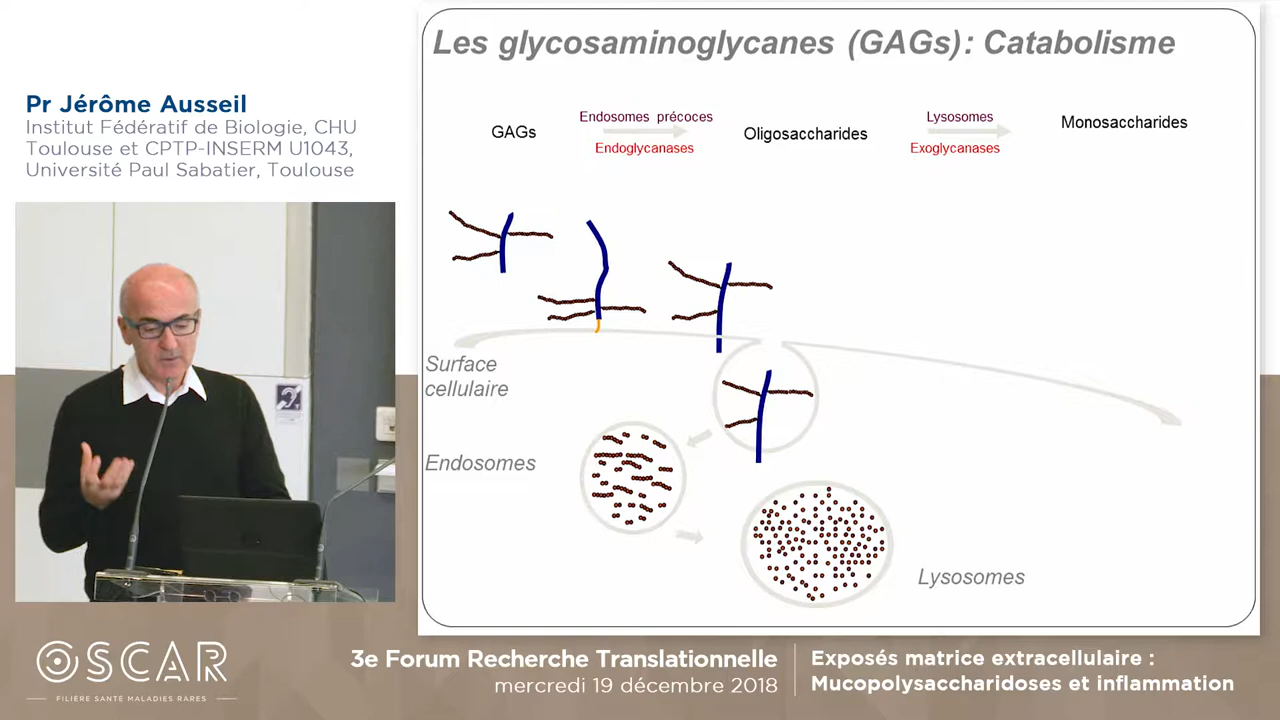 Les glycosaminoglycanes (GAGs): Catabolisme
Pr Jérôme Ausseil
Institut Fédératif de Biologie, CHU
Toulouse et CPTP-INSERM U1043,
Université Paul Sabatier, Toulouse
GAGs
Endosomes précoces
Endoglycanases
Oligosaccharides
Lysosomes
Exoglycanases
Monosaccharides
Surface
cellulaire
Endosomes
Lysosomes
OSCAR
FILIÈRE SANTÉ MALADIES RARES
3e Forum Recherche Translationnelle
mercredi 19 décembre 2018
Exposés matrice extracellulaire :
Mucopolysaccharidoses et inflammation